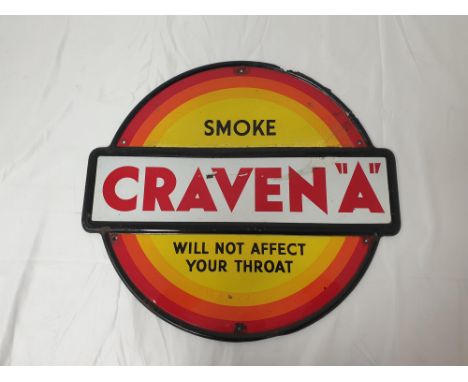 SMOKE
CRAVEN "A"
WILL NOT AFFECT
YOUR THROAT